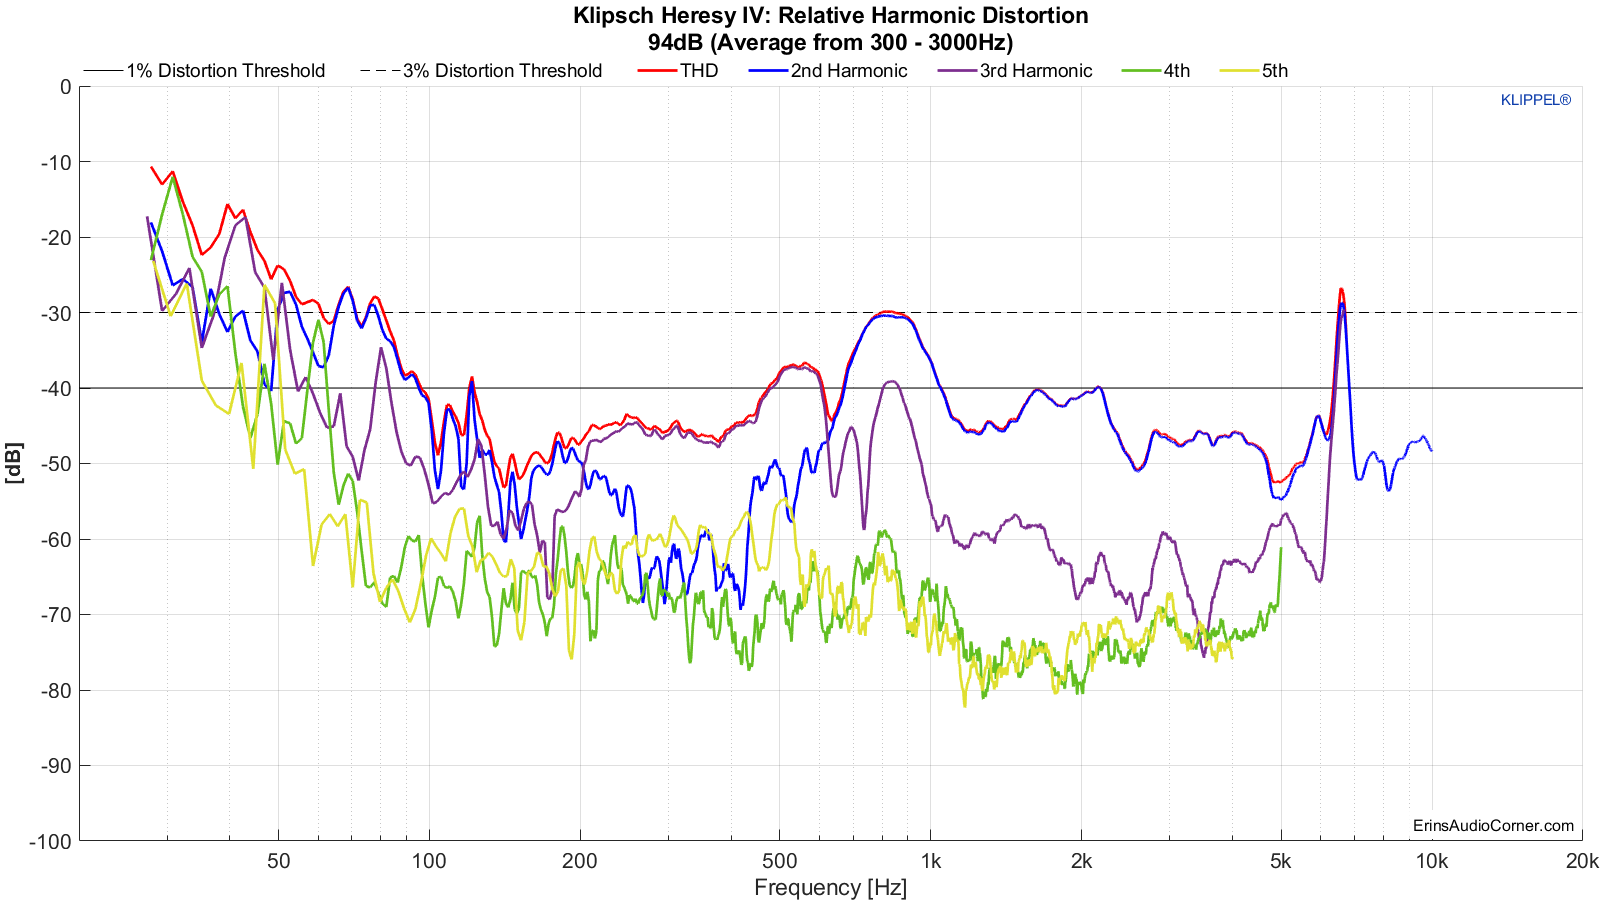 Klipsch Heresy IV: Relative Harmonic Distortion
94dB (Average from 300 - 3000Hz)
1% Distortion Threshold 3% Distortion Threshold THD 2nd Harmonic 3rd Harmonic 4th 5th
KLIPPEL®
0
-10
-20
-30
-40
-50
-60
-70
-80
-90
-100
[dB]
ErinsAudioCorner.com
50 100 200 500 1k 2k 5k 10k 20k
Frequency [Hz]